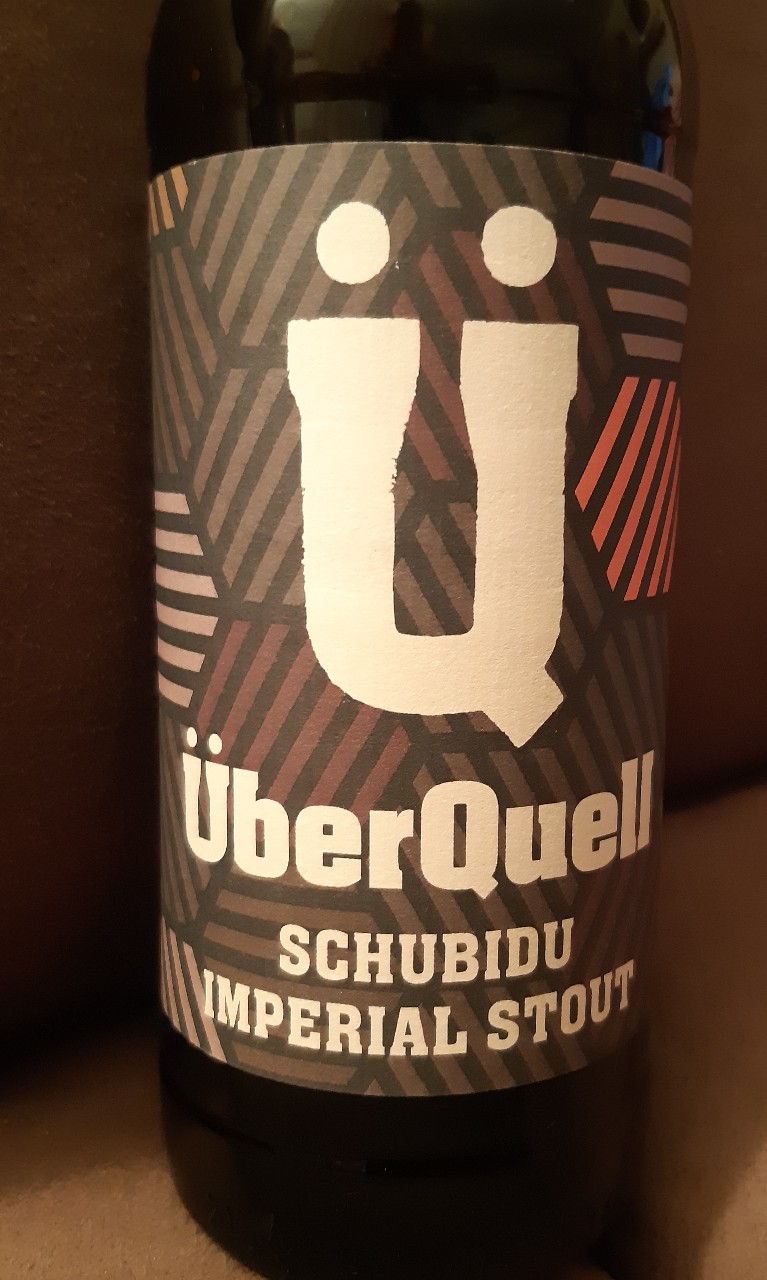 Ü
ÜberQuell
SCHUBIDU
IMPERIAL STOUT